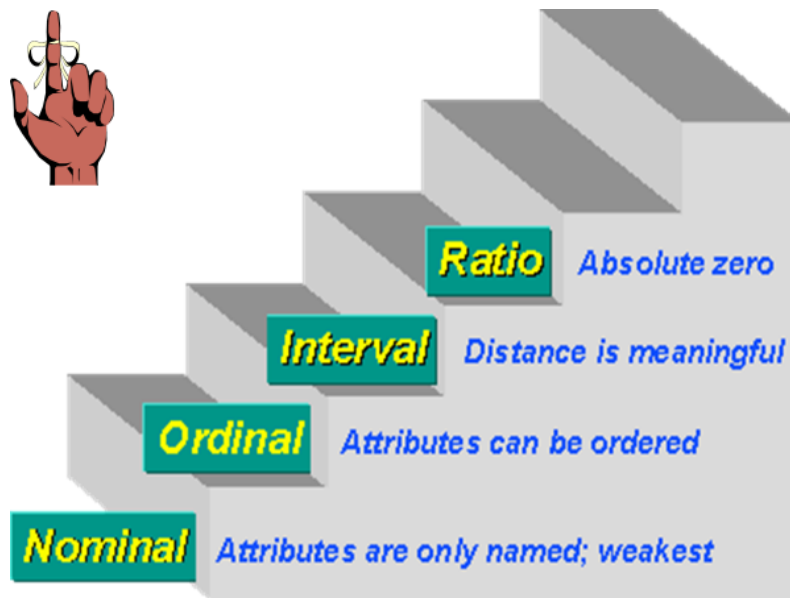 Ratio Absolute zero
Interval Distance is meaningful
Ordinal Attributes can be ordered
Nominal Attributes are only named; weakest